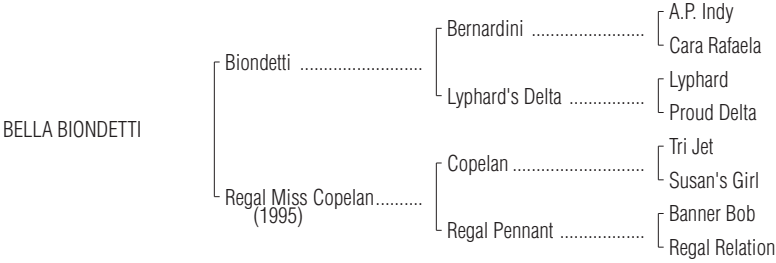 A.P. Indy
Bernardini ........................
Cara Rafaela
Biondetti ..........................
Lyphard
Lyphard's Delta ................
Proud Delta
BELLA BIONDETTI
Tri Jet
Copelan ............................
Susan's Girl
Regal Miss Copelan..........
(1995)
Banner Bob
Regal Pennant ..................
Regal Relation